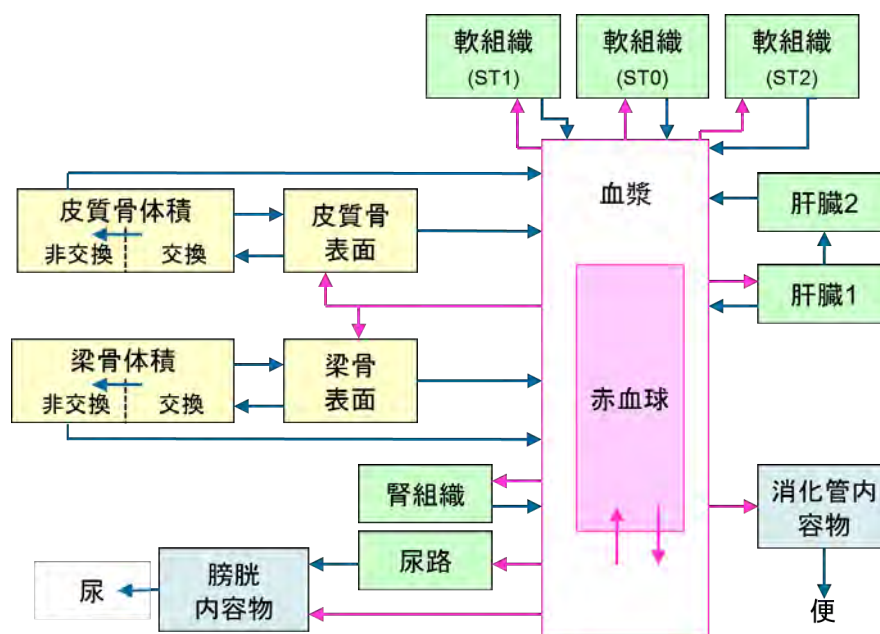 軟組織
(ST1)
軟組織
(ST0)
軟組織
(ST2)
血漿
皮質骨体積
非交換 交換
皮質骨
表面
肝臓2
肝臓1
梁骨体積
非交換 交換
梁骨
表面
赤血球
腎組織
消化管内
容物
尿路
膀胱
内容物
尿
便